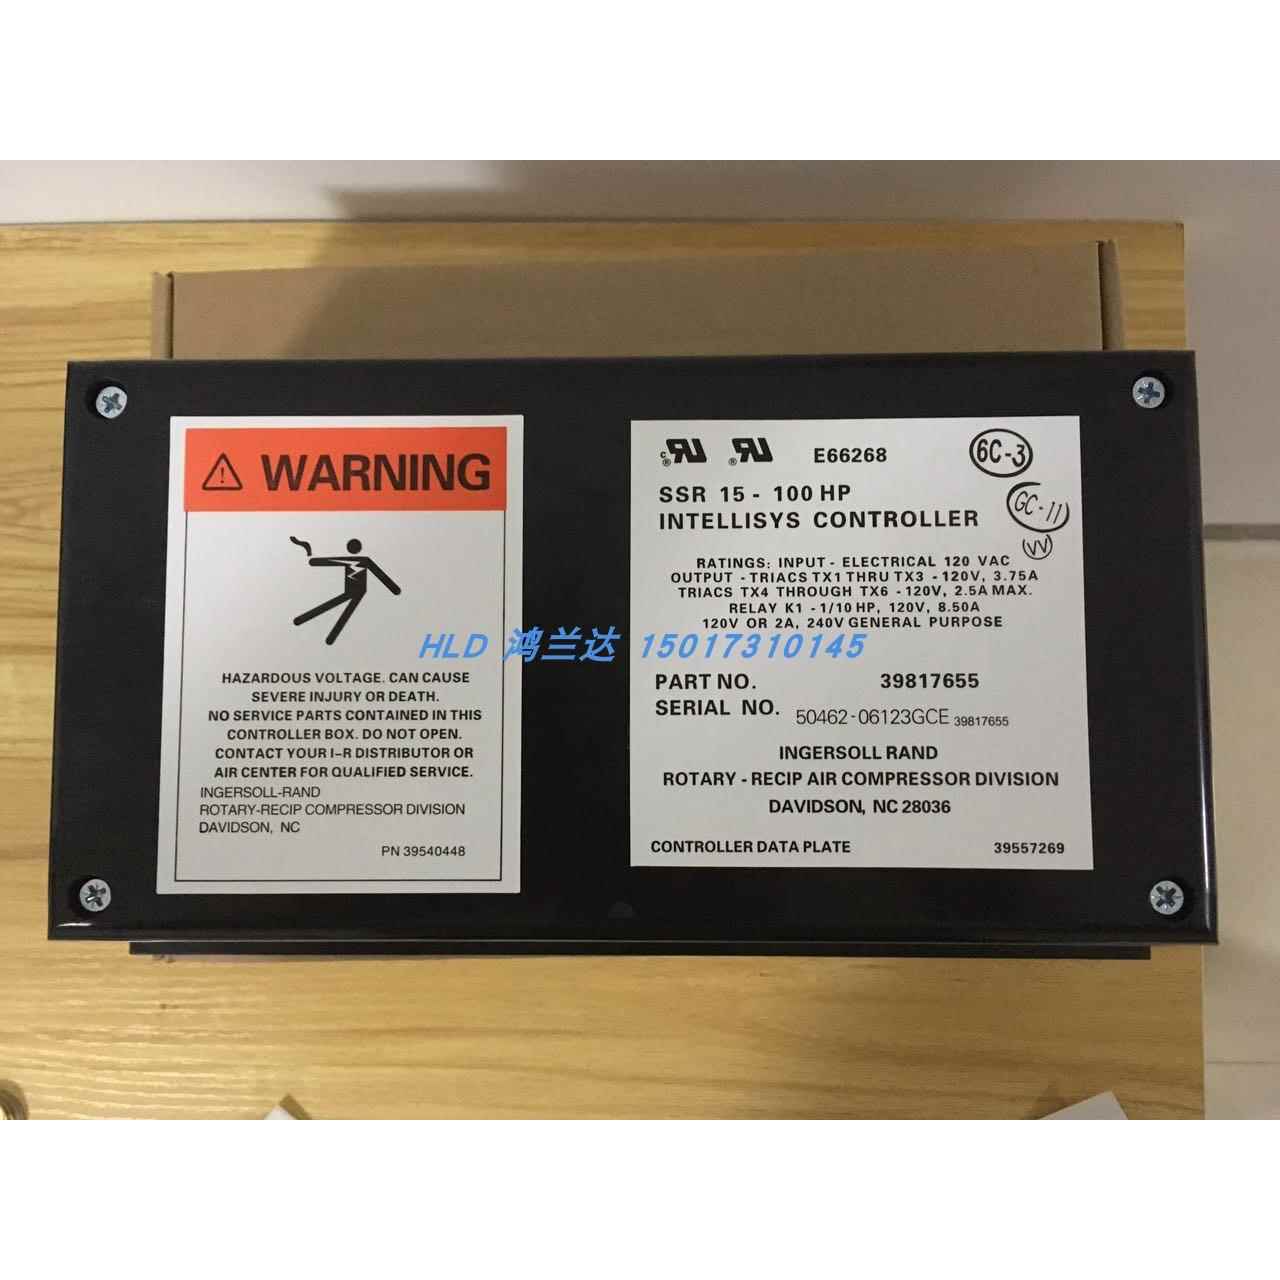 WARNING
HAZARDOUS VOLTAGE. CAN CAUSE
SEVERE INJURY OR DEATH.
NO SERVICE PARTS CONTAINED IN THIS
CONTROLLER BOX. DO NOT OPEN.
CONTACT YOUR I-R DISTRIBUTOR OR
AIR CENTER FOR QUALIFIED SERVICE.
INGERSOLL-RAND
ROTARY-RECIP COMPRESSOR DIVISION
DAVIDSON, NC
PN 39540448
E66268
6C-3
GC-11
VV
SSR 15 - 100 HP
INTELLISYS CONTROLLER
RATINGS: INPUT - ELECTRICAL 120 VAC
OUTPUT - TRIACS TX1 THRU TX3 - 120V, 3.75A
TRIACS TX4 THROUGH TX6 - 120V, 2.5A MAX.
RELAY K1 - 1/10 HP, 120V, 8.50A
120V OR 2A, 240V GENERAL PURPOSE
HLD 鸿兰达 15017310145
PART NO. 39817655
SERIAL NO. 50462-06123GCE 39817655
INGERSOLL RAND
ROTARY - RECIP AIR COMPRESSOR DIVISION
DAVIDSON, NC 28036
CONTROLLER DATA PLATE 39557269